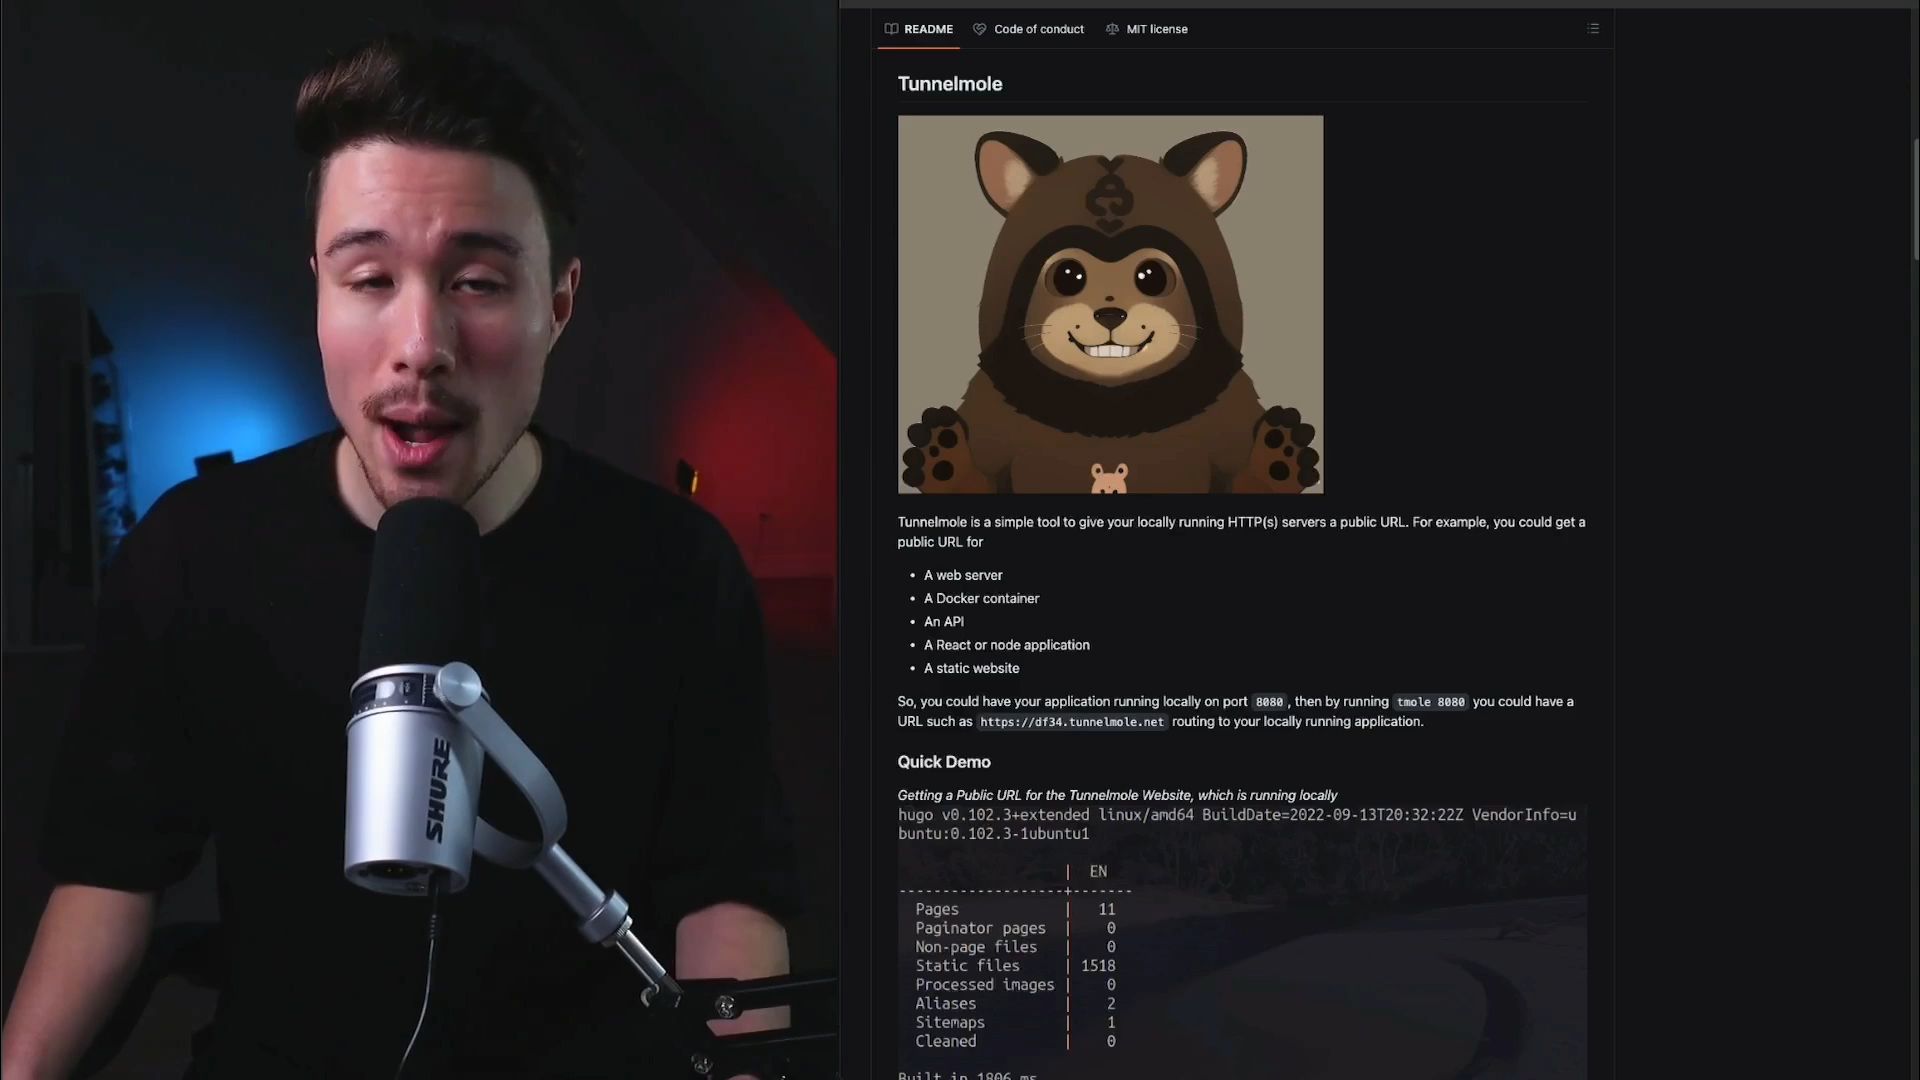 README Code of conduct MIT license
Tunnelmole
Tunnelmole is a simple tool to give your locally running HTTP(s) servers a public URL. For example, you could get a
public URL for
• A web server
• A Docker container
• An API
• A React or node application
• A static website
So, you could have your application running locally on port 8080, then by running tmole 8080 you could have a
URL such as https://df34.tunnelmole.net routing to your locally running application.
Quick Demo
Getting a Public URL for the Tunnelmole Website, which is running locally
hugo v0.102.3+extended linux/amd64 BuildDate=2022-09-13T20:32:22Z VendorInfo=u
buntu:0.102.3-1ubuntu1
| EN
-------------------+-------
Pages | 11
Paginator pages | 0
Non-page files | 0
Static files | 1518
Processed images | 0
Aliases | 2
Sitemaps | 1
Cleaned | 0
Built in 1806 ms
SHURE